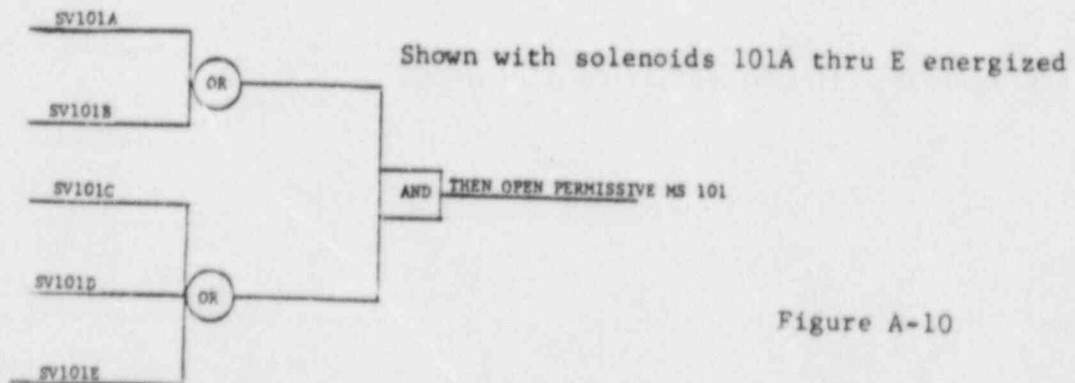 SV101A
Shown with solenoids 101A thru E energized
OR
SV101B
SV101C
AND
THEN OPEN PERMISSIVE MS 101
SV101D
OR
Figure A-10
SV101E